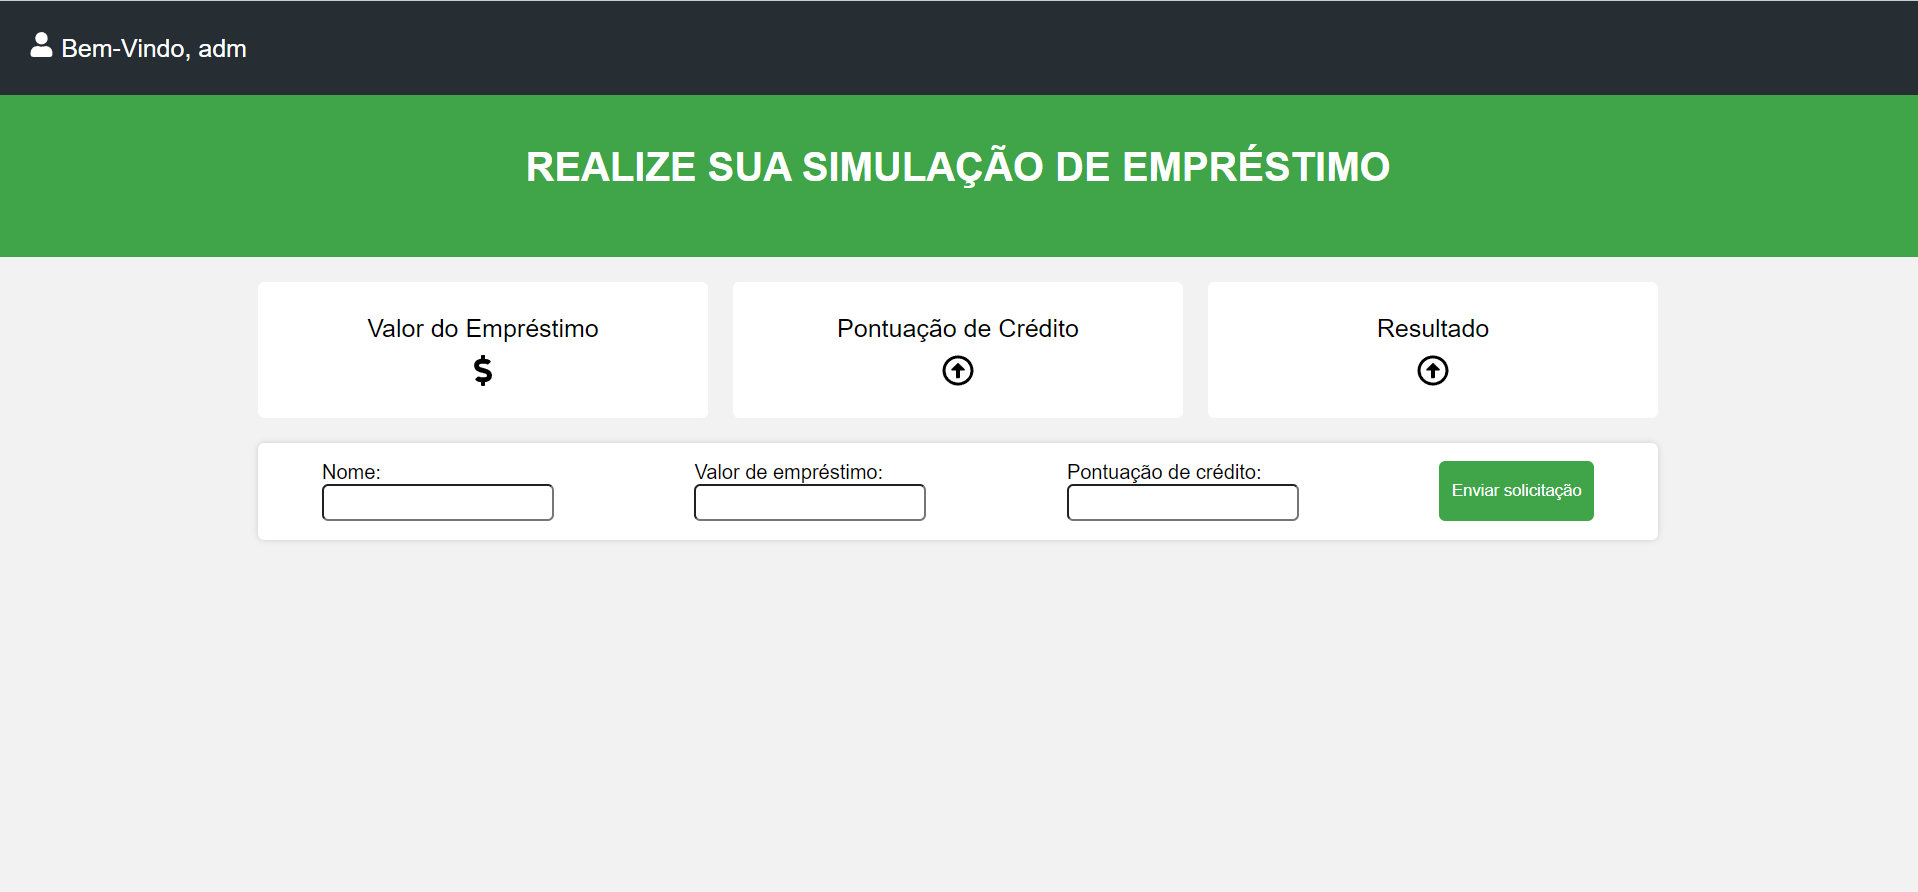 Bem-Vindo, adm
REALIZE SUA SIMULAÇÃO DE EMPRÉSTIMO
Valor do Empréstimo
$
Pontuação de Crédito
Resultado
Nome:
Valor de empréstimo:
Pontuação de crédito:
Enviar solicitação